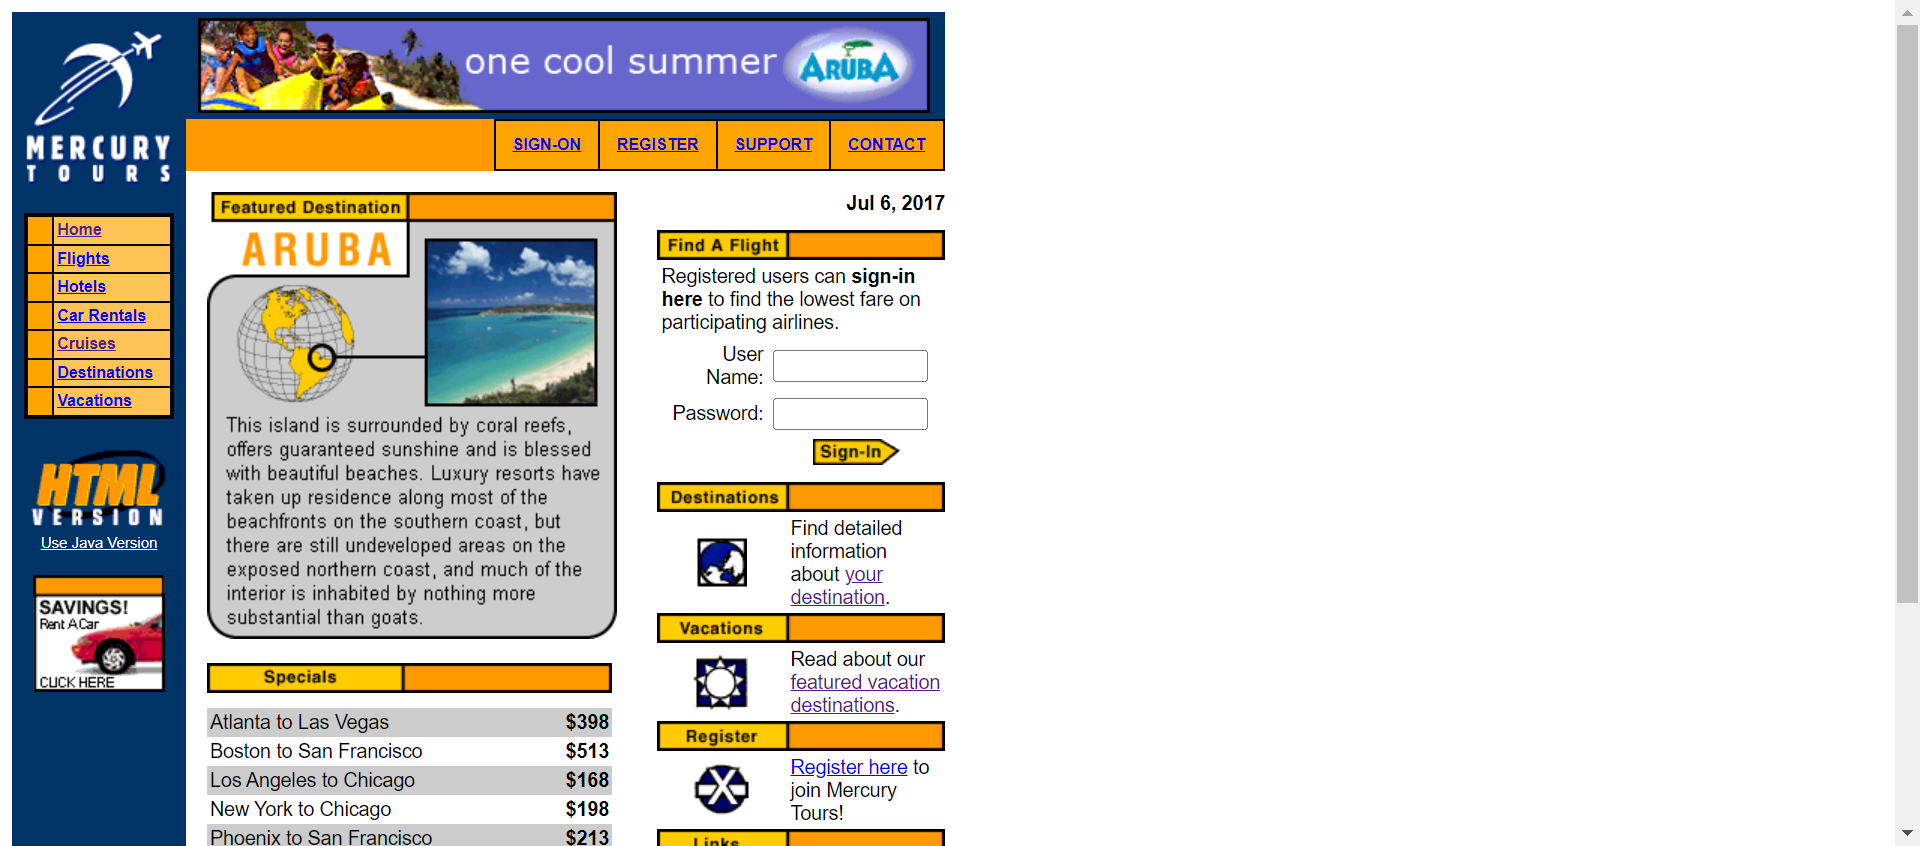 one cool summer ARUBA
MERCURY
TOURS
SIGN-ON REGISTER SUPPORT CONTACT
Home
Flights
Hotels
Car Rentals
Cruises
Destinations
Vacations
HTML
VERSION
Use Java Version
SAVINGS!
Rent A Car
CLICK HERE
Featured Destination
ARUBA
This island is surrounded by coral reefs,
offers guaranteed sunshine and is blessed
with beautiful beaches. Luxury resorts have
taken up residence along most of the
beachfronts on the southern coast, but
there are still undeveloped areas on the
exposed northern coast, and much of the
interior is inhabited by nothing more
substantial than goats.
Specials
Atlanta to Las Vegas $398
Boston to San Francisco $513
Los Angeles to Chicago $168
New York to Chicago $198
Phoenix to San Francisco $213
Jul 6, 2017
Find A Flight
Registered users can sign-in
here to find the lowest fare on
participating airlines.
User
Name:
Password:
Sign-In
Destinations
Find detailed
information
about your
destination.
Vacations
Read about our
featured vacation
destinations.
Register
Register here to
join Mercury
Tours!
Links